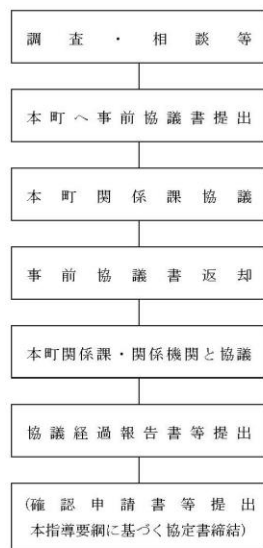 調査・相談等
本町へ事前協議書提出
本町関係課協議
事前協議書返却
本町関係課・関係機関と協議
協議経過報告書等提出
(確認申請書等提出
本指導要綱に基づく協定書締結)